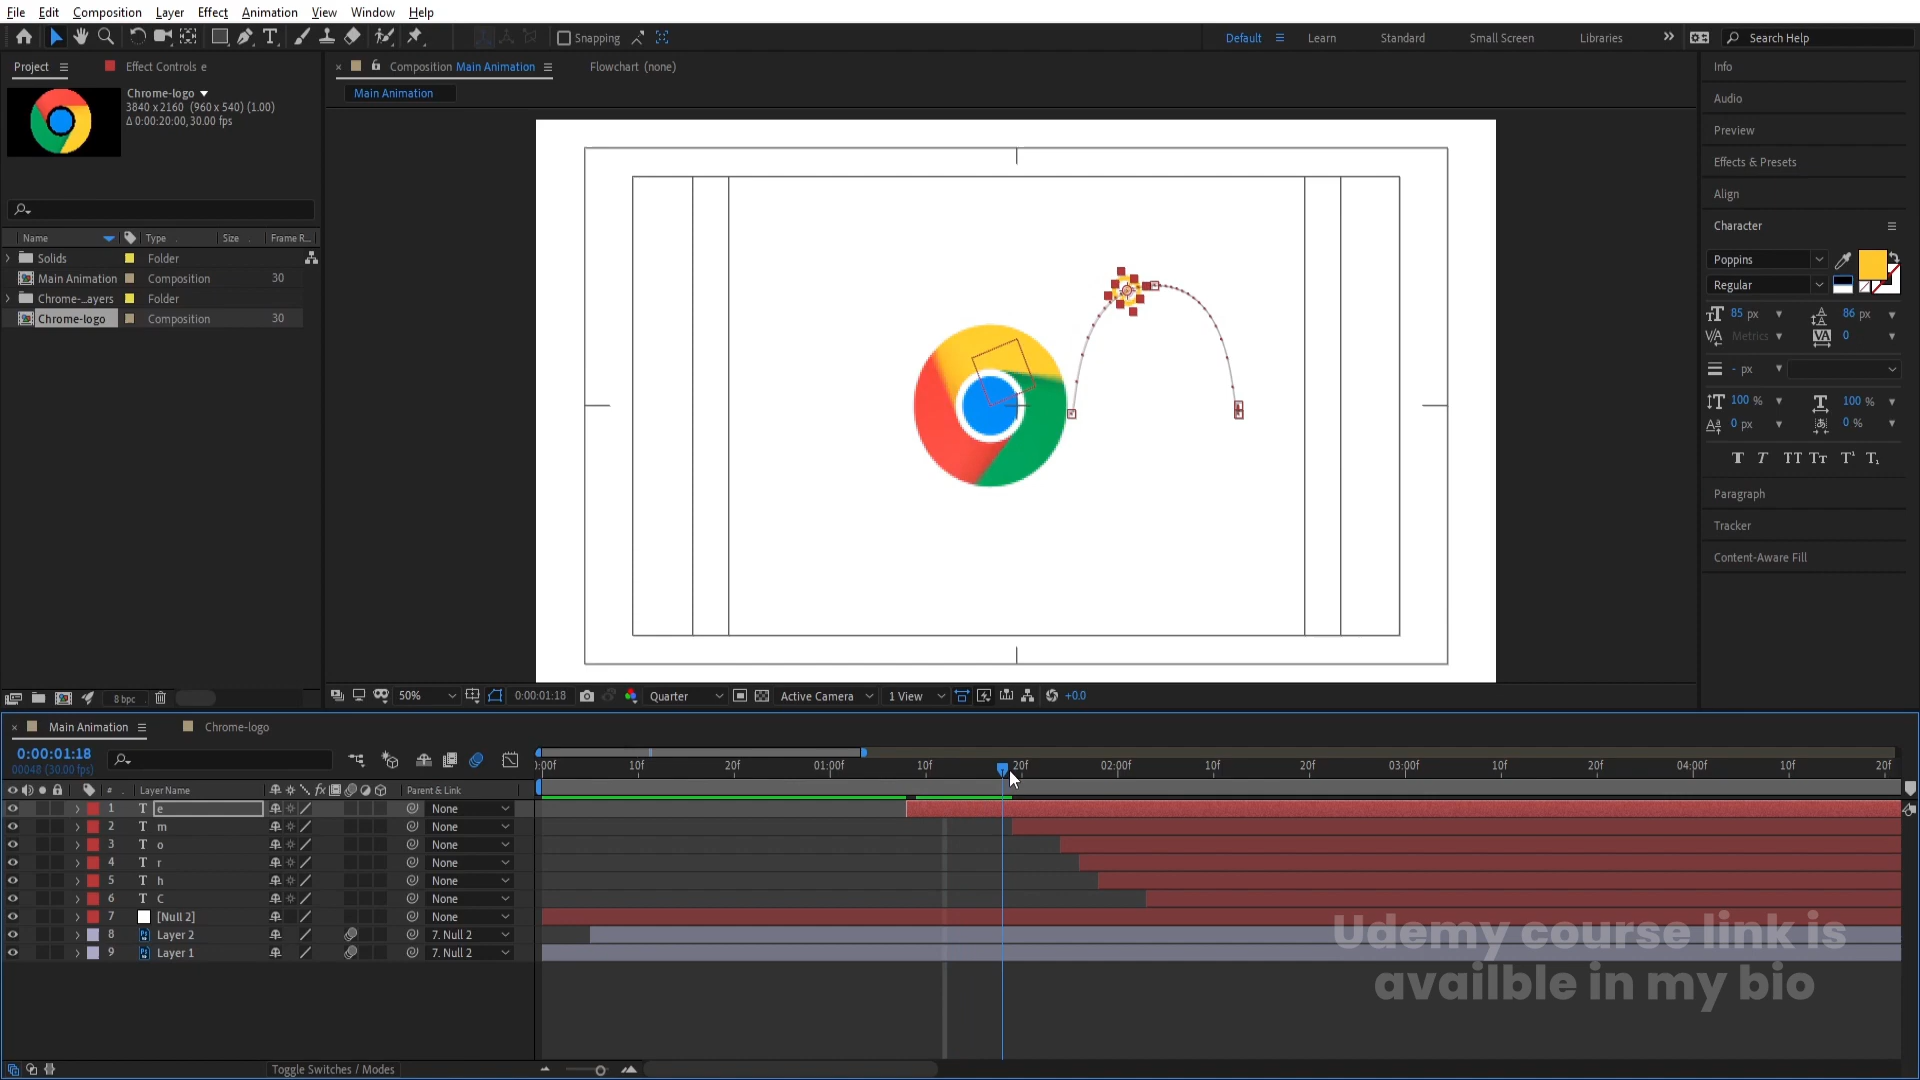 File Edit Composition Layer Effect Animation View Window Help
Snapping Default Learn Standard Small Screen Libraries Search Help
Project Effect Controls e
Composition Main Animation Flowchart (none)
Main Animation
Chrome-logo
3840 x 2160 (960 x 540) (1.00)
Δ 0:00:20:00, 30.00 fps
Name Type Size Frame R...
Solids Folder
Main Animation Composition 30
Chrome-...ayers Folder
Chrome-logo Composition 30
8 bpc
50% 0:00:01:18 Quarter Active Camera 1 View +0.0
Info
Audio
Preview
Effects & Presets
Align
Character
Poppins
Regular
85 px 86 px
Metrics 0
- px
100 % 100 %
0 px 0 %
T T TT Tт T¹ T₁
Paragraph
Tracker
Content-Aware Fill
Main Animation Chrome-logo
0:00:01:18
00048 (30.00 fps)
):00f 10f 20f 01:00f 10f 20f 02:00f 10f 20f 03:00f 10f 20f 04:00f 10f 20f
# Layer Name Parent & Link
1 T e None
2 T m None
3 T o None
4 T r None
5 T h None
6 T C None
7 [Null 2] None
8 Layer 2 7. Null 2
9 Layer 1 7. Null 2
Udemy course link is
availble in my bio
Toggle Switches / Modes